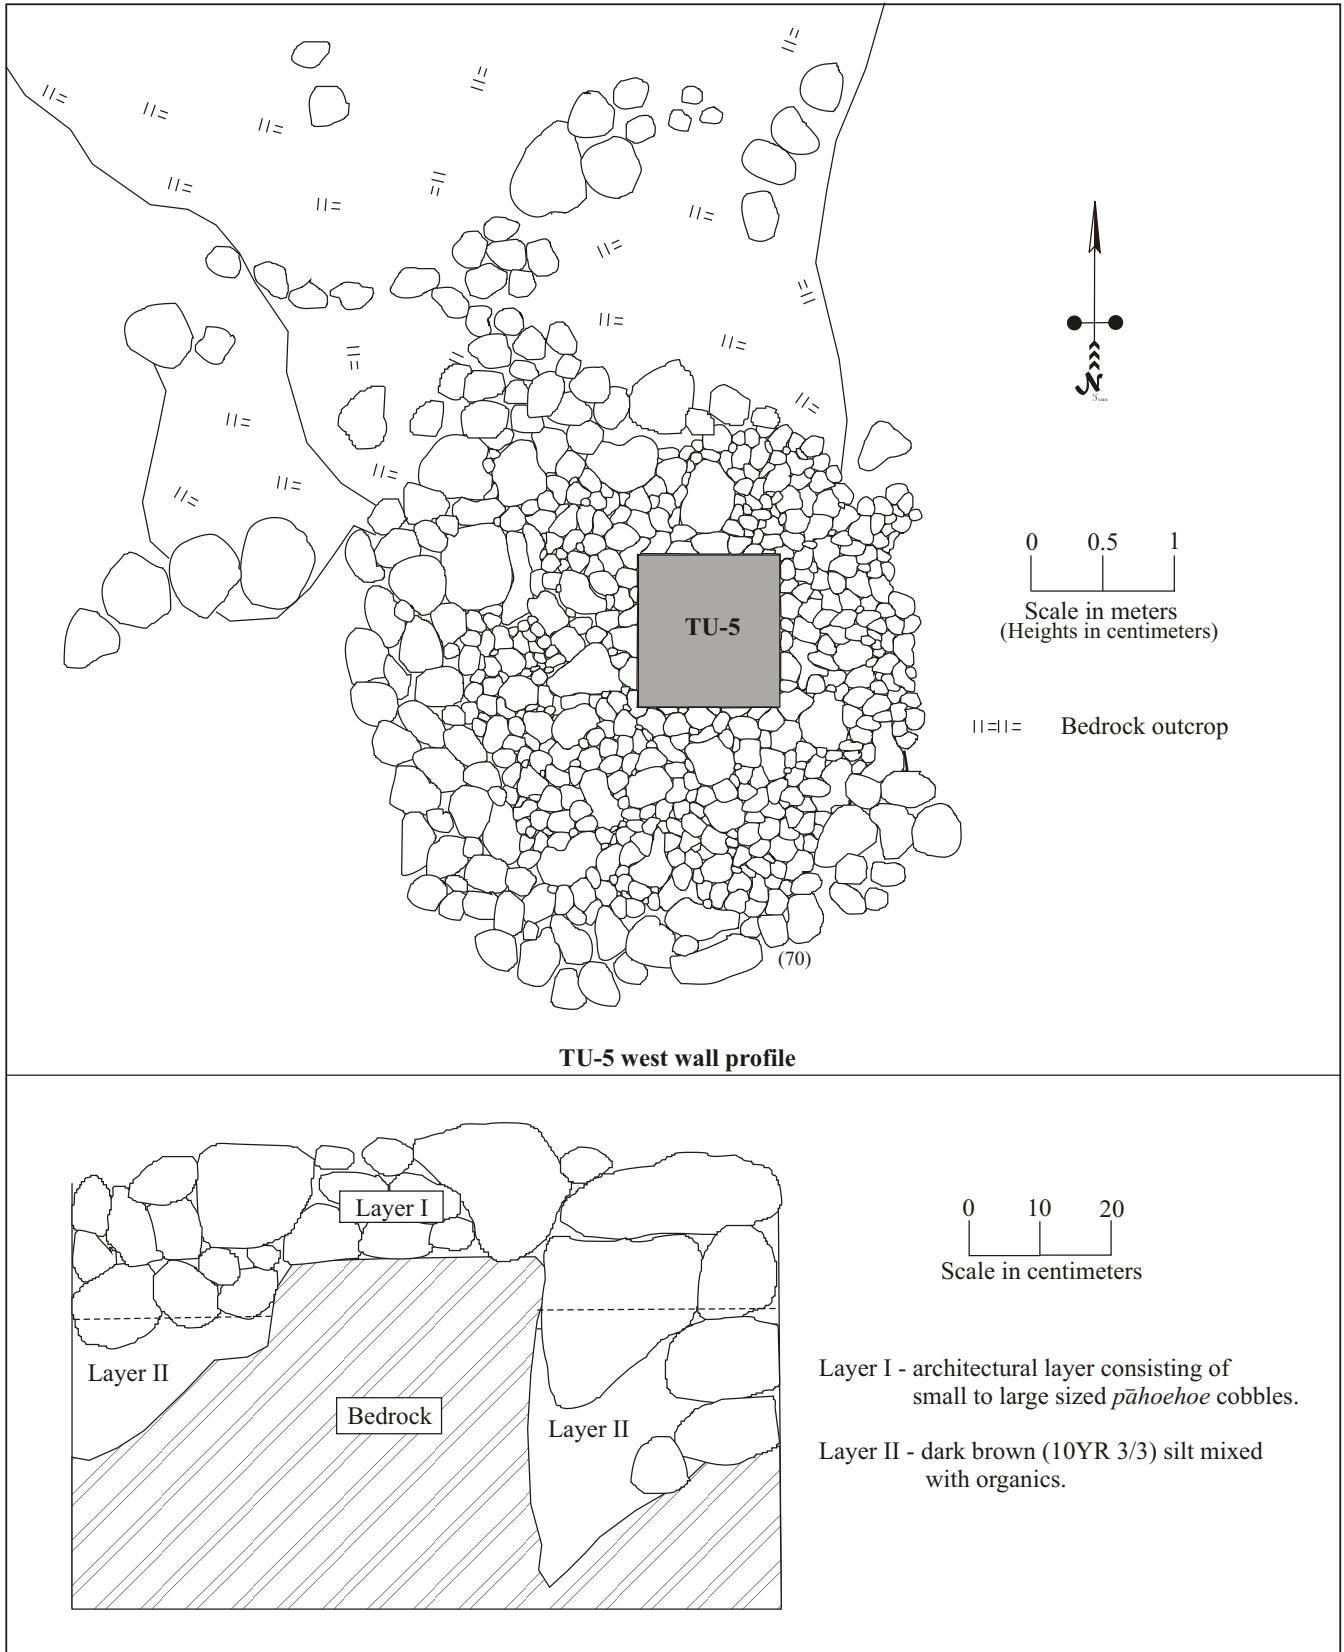 N
0 0.5 1
Scale in meters
(Heights in centimeters)
TU-5
Bedrock outcrop
(70)
TU-5 west wall profile
Layer I
0 10 20
Scale in centimeters
Layer II
Bedrock
Layer II
Layer I - architectural layer consisting of
small to large sized pāhoehoe cobbles.
Layer II - dark brown (10YR 3/3) silt mixed
with organics.